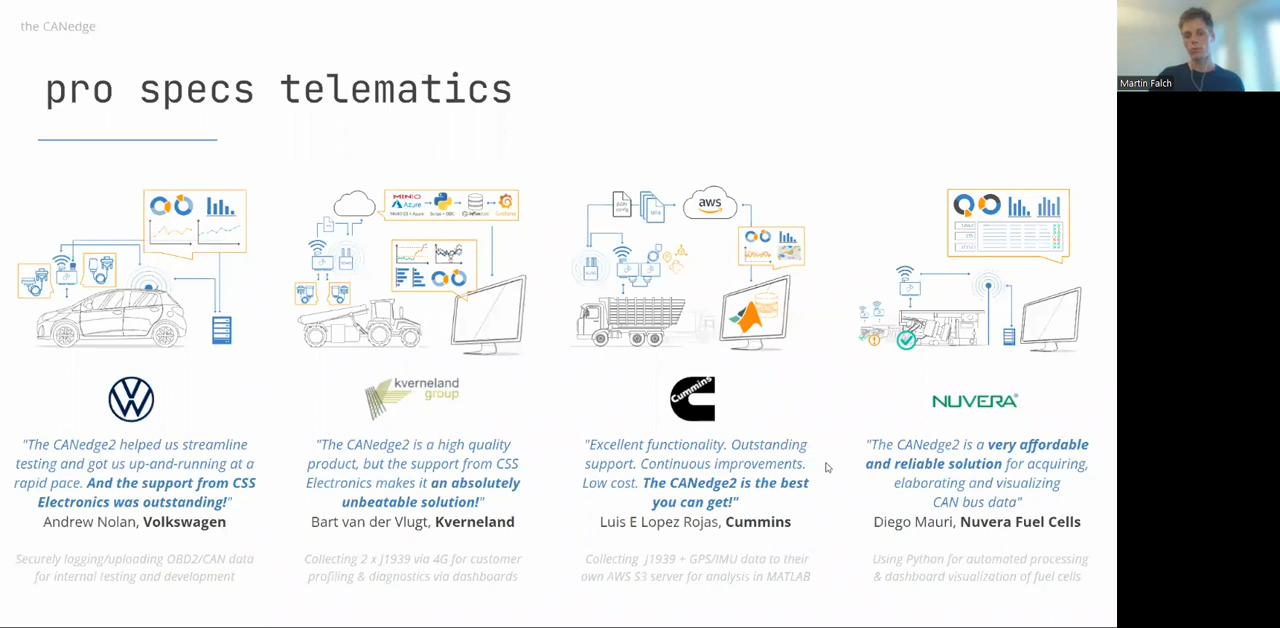 the CANedge
Martin Falch
pro specs telematics
MINIO
Azure
aws
kverneland
group
Cummins
NUVERA®
"The CANedge2 helped us streamline
testing and got us up-and-running at a
rapid pace. And the support from CSS
Electronics was outstanding!"
Andrew Nolan, Volkswagen
Securely logging/uploading OBD2/CAN data
for internal testing and development
"The CANedge2 is a high quality
product, but the support from CSS
Electronics makes it an absolutely
unbeatable solution!"
Bart van der Vlugt, Kverneland
Collecting 2 x J1939 via 4G for customer
profiling & diagnostics via dashboards
"Excellent functionality. Outstanding
support. Continuous improvements.
Low cost. The CANedge2 is the best
you can get!"
Luis E Lopez Rojas, Cummins
Collecting J1939 + GPS/IMU data to their
own AWS S3 server for analysis in MATLAB
"The CANedge2 is a very affordable
and reliable solution for acquiring,
elaborating and visualizing
CAN bus data"
Diego Mauri, Nuvera Fuel Cells
Using Python for automated processing
& dashboard visualization of fuel cells